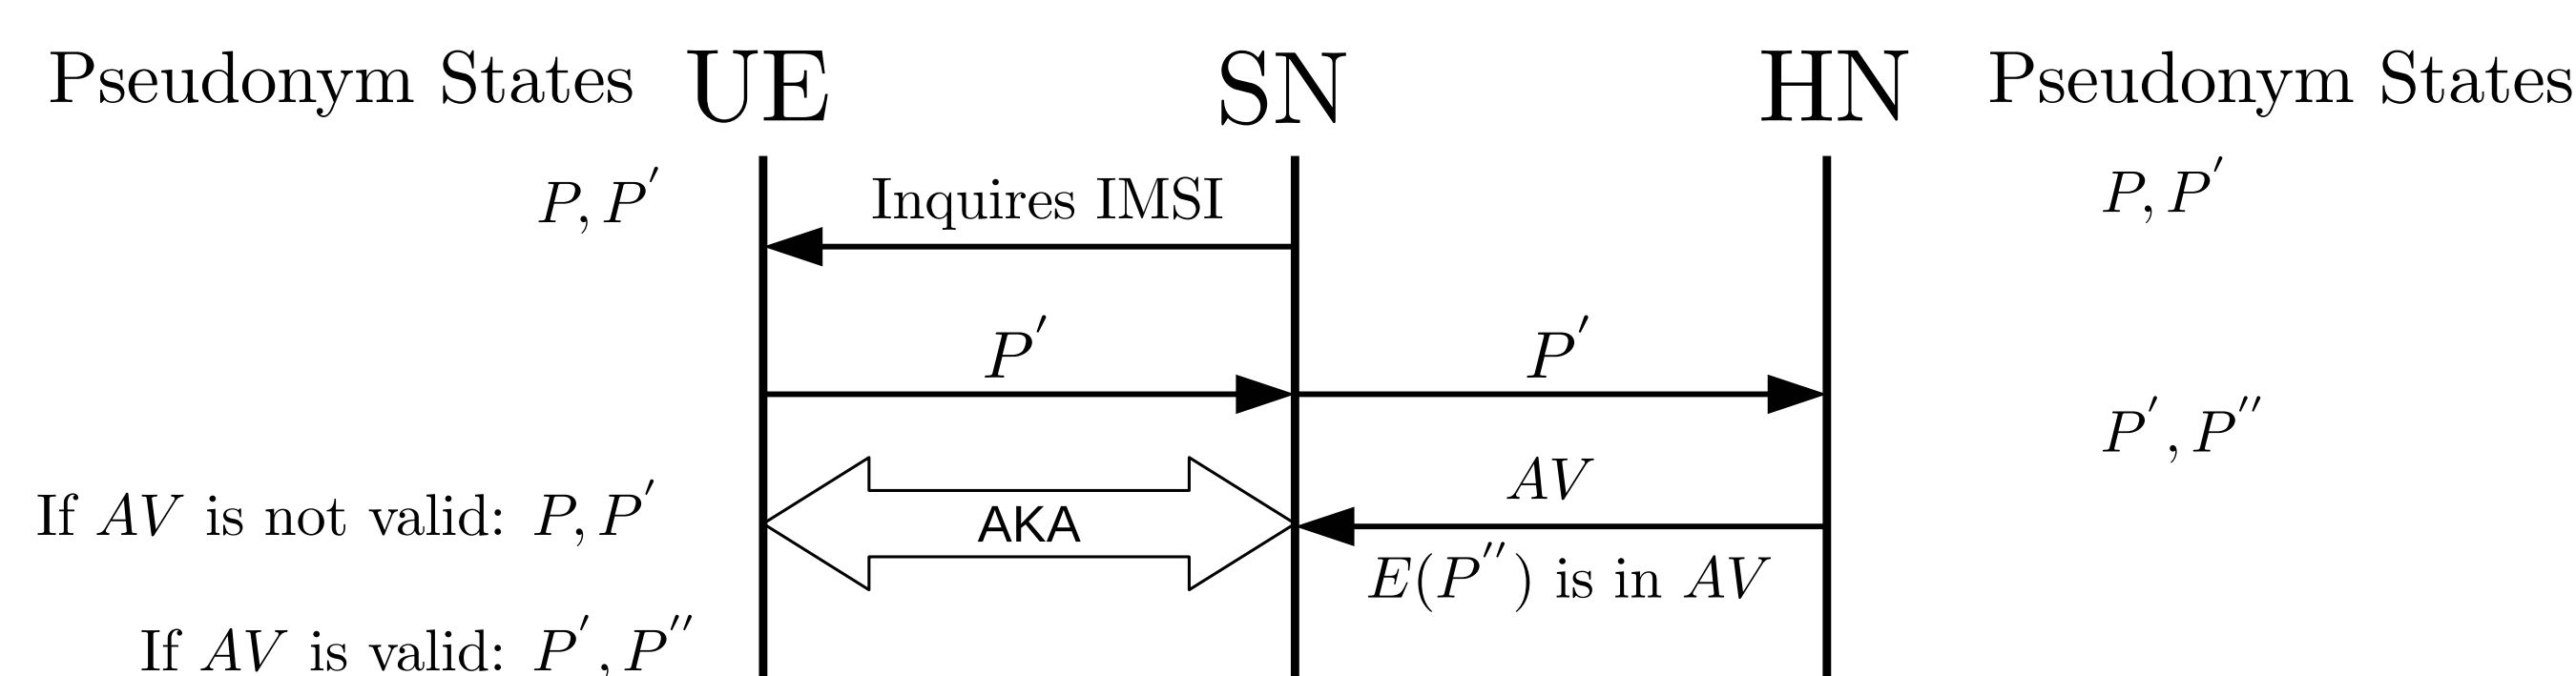 Pseudonym States UE SN HN Pseudonym States
P, P′ Inquires IMSI P, P′
P′ P′
P′, P′′
AV
If AV is not valid: P, P′ AKA
E(P′′) is in AV
If AV is valid: P′, P′′